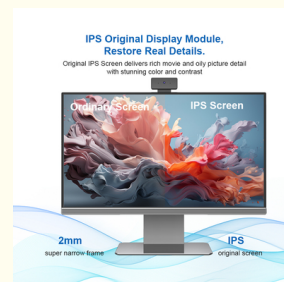 IPS Original Display Module,
Restore Real Details.
Original IPS Screen delivers rich movie and oily picture detail
with stunning color and contrast
Ordinary Screen IPS Screen
2mm IPS
super narrow frame original screen